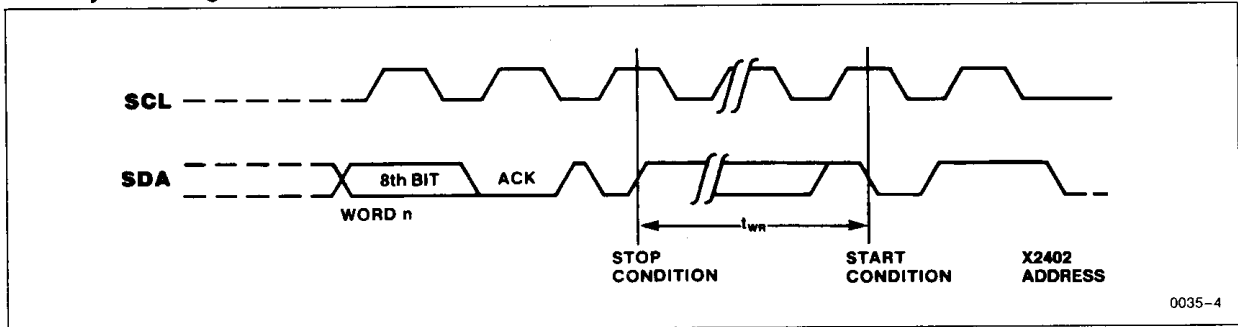 SCL
SDA
8th BIT
ACK
WORD n
tWR
STOP
CONDITION
START
CONDITION
X2402
ADDRESS
0035-4